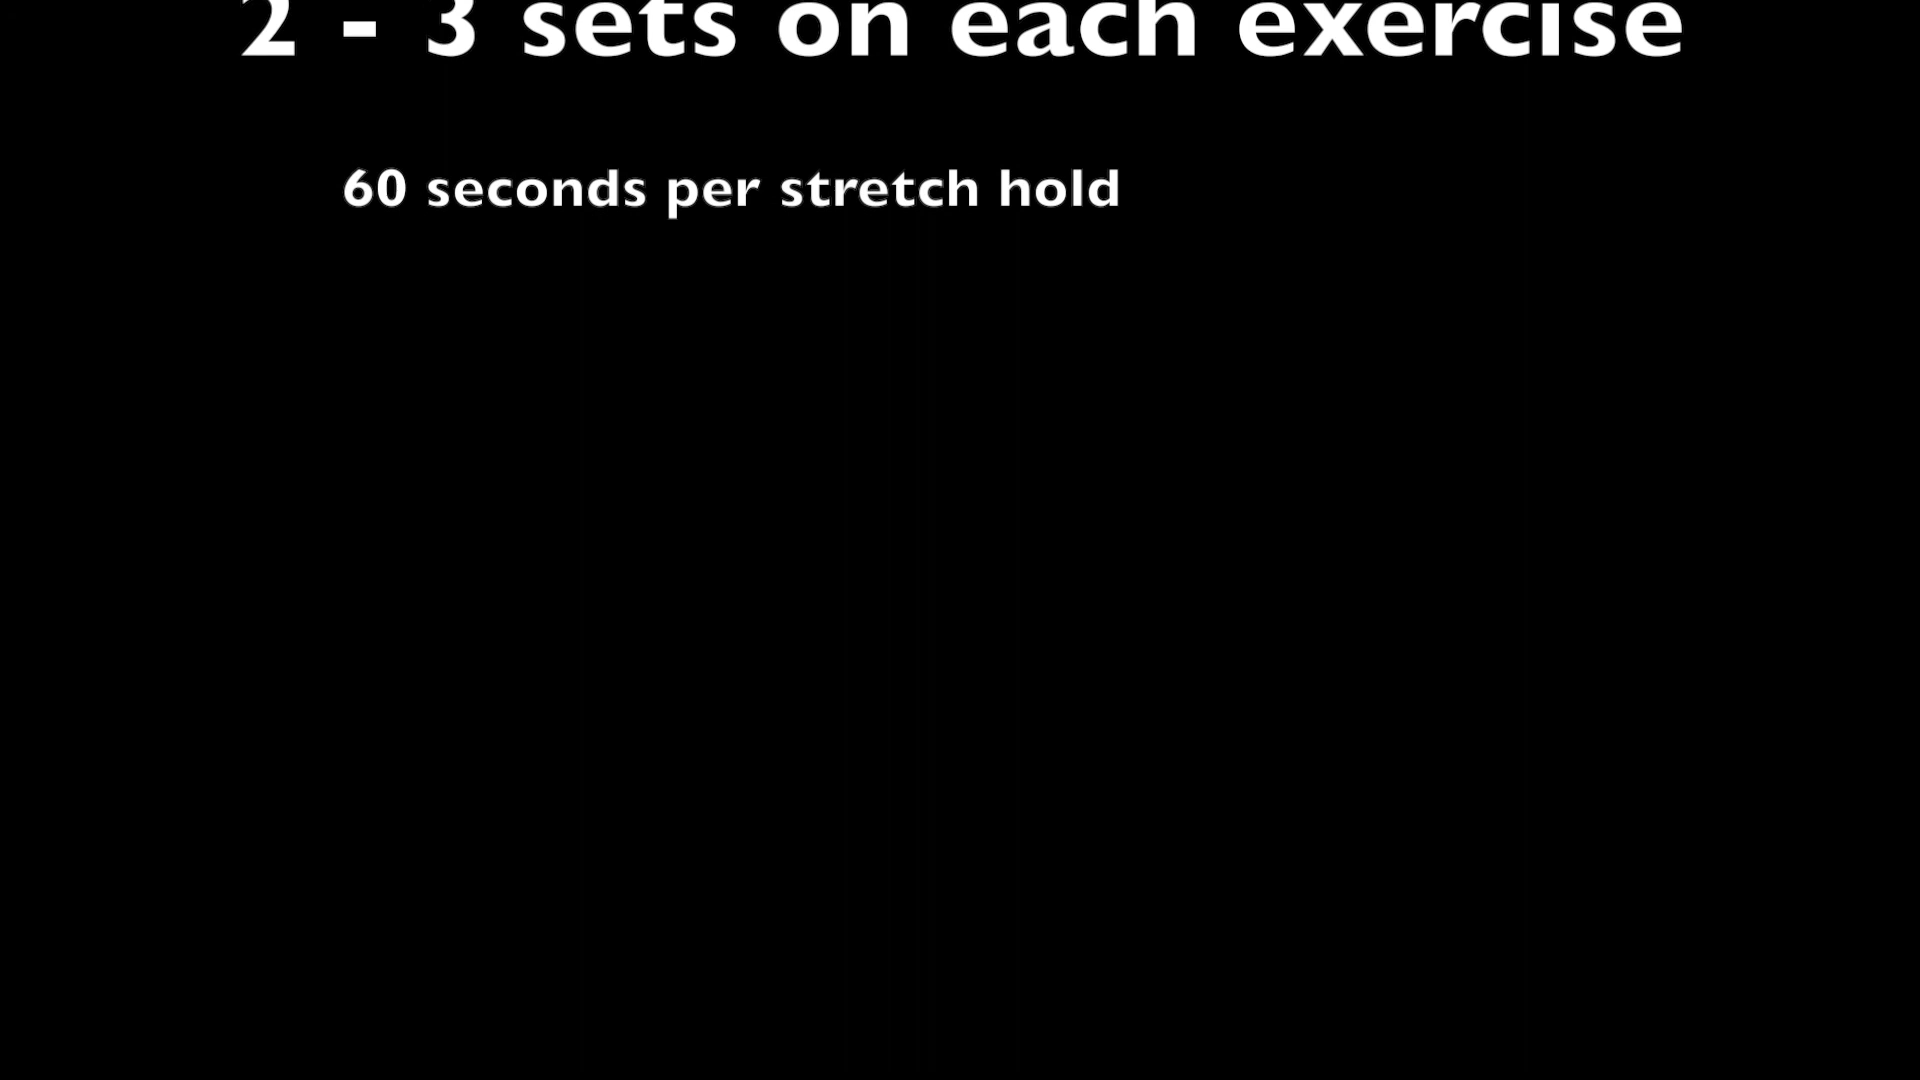 2 - 3 sets on each exercise
60 seconds per stretch hold